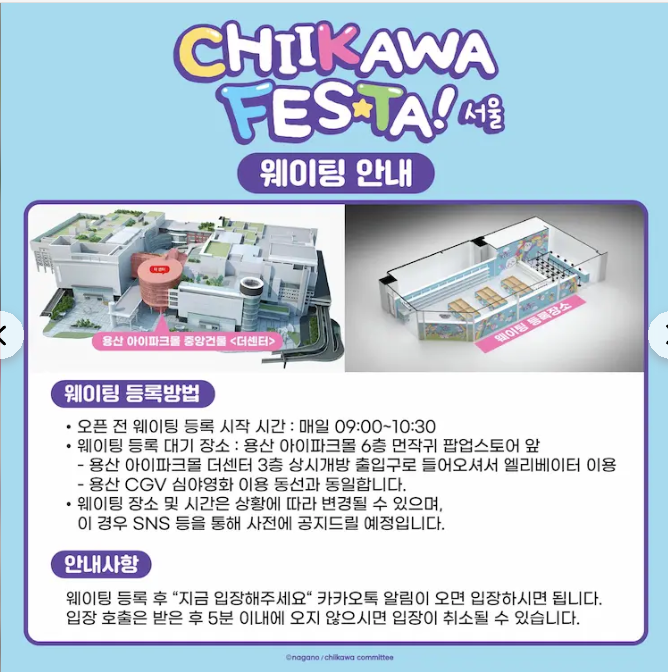 CHIIKAWA
FES★TA! 서울
웨이팅 안내
용산 아이파크몰 중앙건물 <더센터>
웨이팅 등록장소
웨이팅 등록방법
• 오픈 전 웨이팅 등록 시작 시간 : 매일 09:00~10:30
• 웨이팅 등록 대기 장소 : 용산 아이파크몰 6층 먼작귀 팝업스토어 앞
- 용산 아이파크몰 더센터 3층 상시개방 출입구로 들어오셔서 엘리베이터 이용
- 용산 CGV 심야영화 이용 동선과 동일합니다.
• 웨이팅 장소 및 시간은 상황에 따라 변경될 수 있으며,
이 경우 SNS 등을 통해 사전에 공지드릴 예정입니다.
안내사항
웨이팅 등록 후 “지금 입장해주세요“ 카카오톡 알림이 오면 입장하시면 됩니다.
입장 호출은 받은 후 5분 이내에 오지 않으시면 입장이 취소될 수 있습니다.
©nagano / chiikawa committee